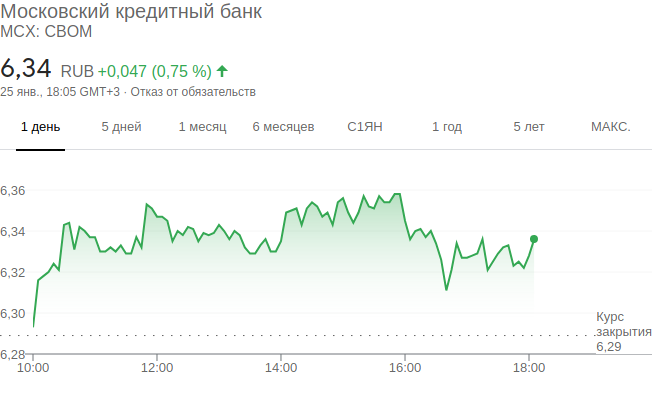 Московский кредитный банк
MCX: CBOM
6,34 RUB +0,047 (0,75 %)
25 янв., 18:05 GMT+3 · Отказ от обязательств
1 день 5 дней 1 месяц 6 месяцев С1ЯН 1 год 5 лет МАКС.
6,36
6,34
6,32
6,30
Курс
закрытия
6,29
6,28
10:00 12:00 14:00 16:00 18:00